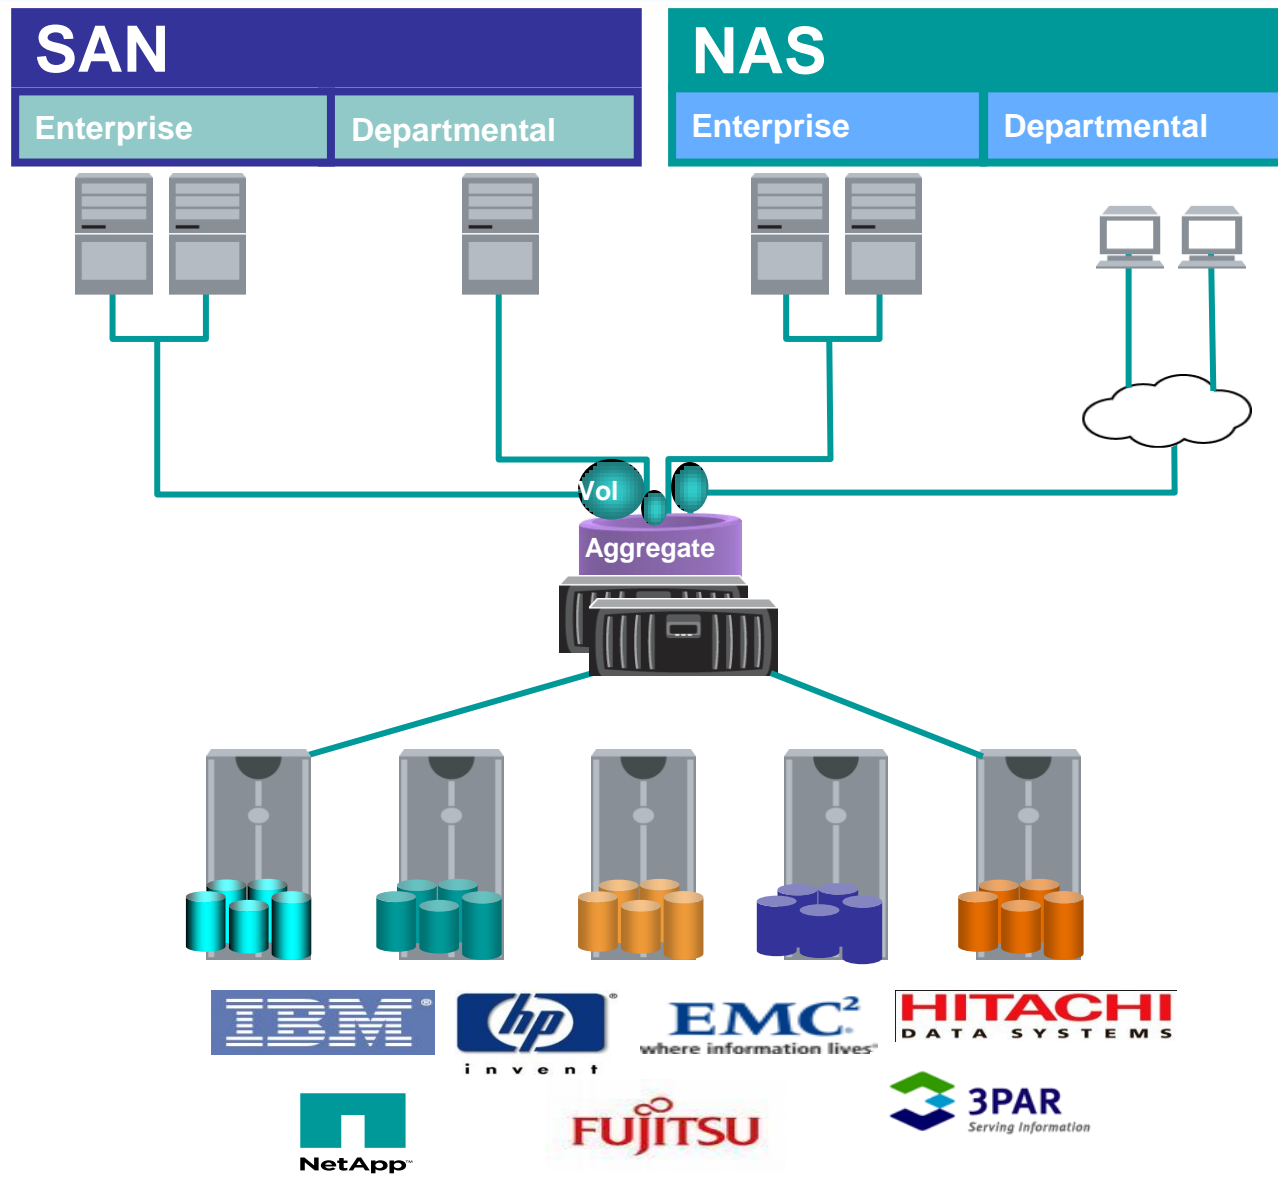 SAN
NAS
Enterprise
Departmental
Enterprise
Departmental
Vol
Aggregate
IBM®
hp®
invent
EMC²
where information lives®
HITACHI
DATA SYSTEMS
NetApp™
FUJITSU
3PAR
Serving Information